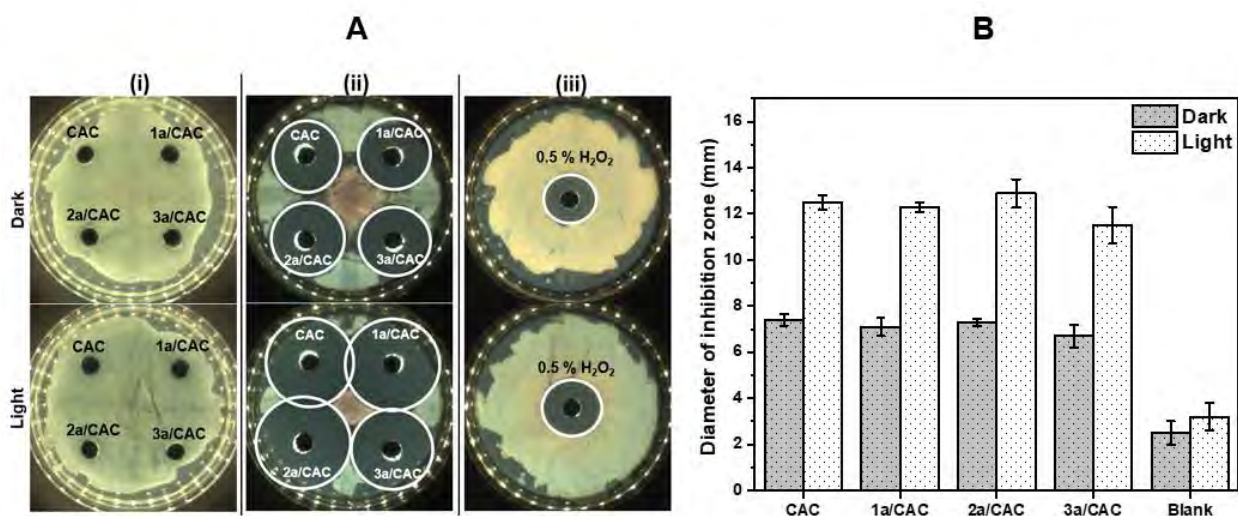 A
(i)
(ii)
(iii)
Dark
CAC
1a/CAC
2a/CAC
3a/CAC
CAC
1a/CAC
2a/CAC
3a/CAC
0.5 % H₂O₂
Light
CAC
1a/CAC
2a/CAC
3a/CAC
CAC
1a/CAC
2a/CAC
3a/CAC
0.5 % H₂O₂
B
Diameter of inhibition zone (mm)
16
14
12
10
8
6
4
2
0
Dark
Light
CAC
1a/CAC
2a/CAC
3a/CAC
Blank